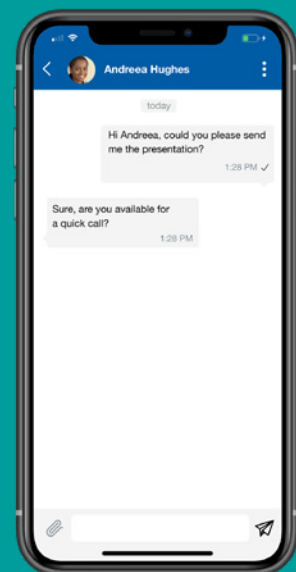 Andreea Hughes
today
Hi Andreea, could you please send
me the presentation?
1:28 PM ✓
Sure, are you available for
a quick call?
1:28 PM